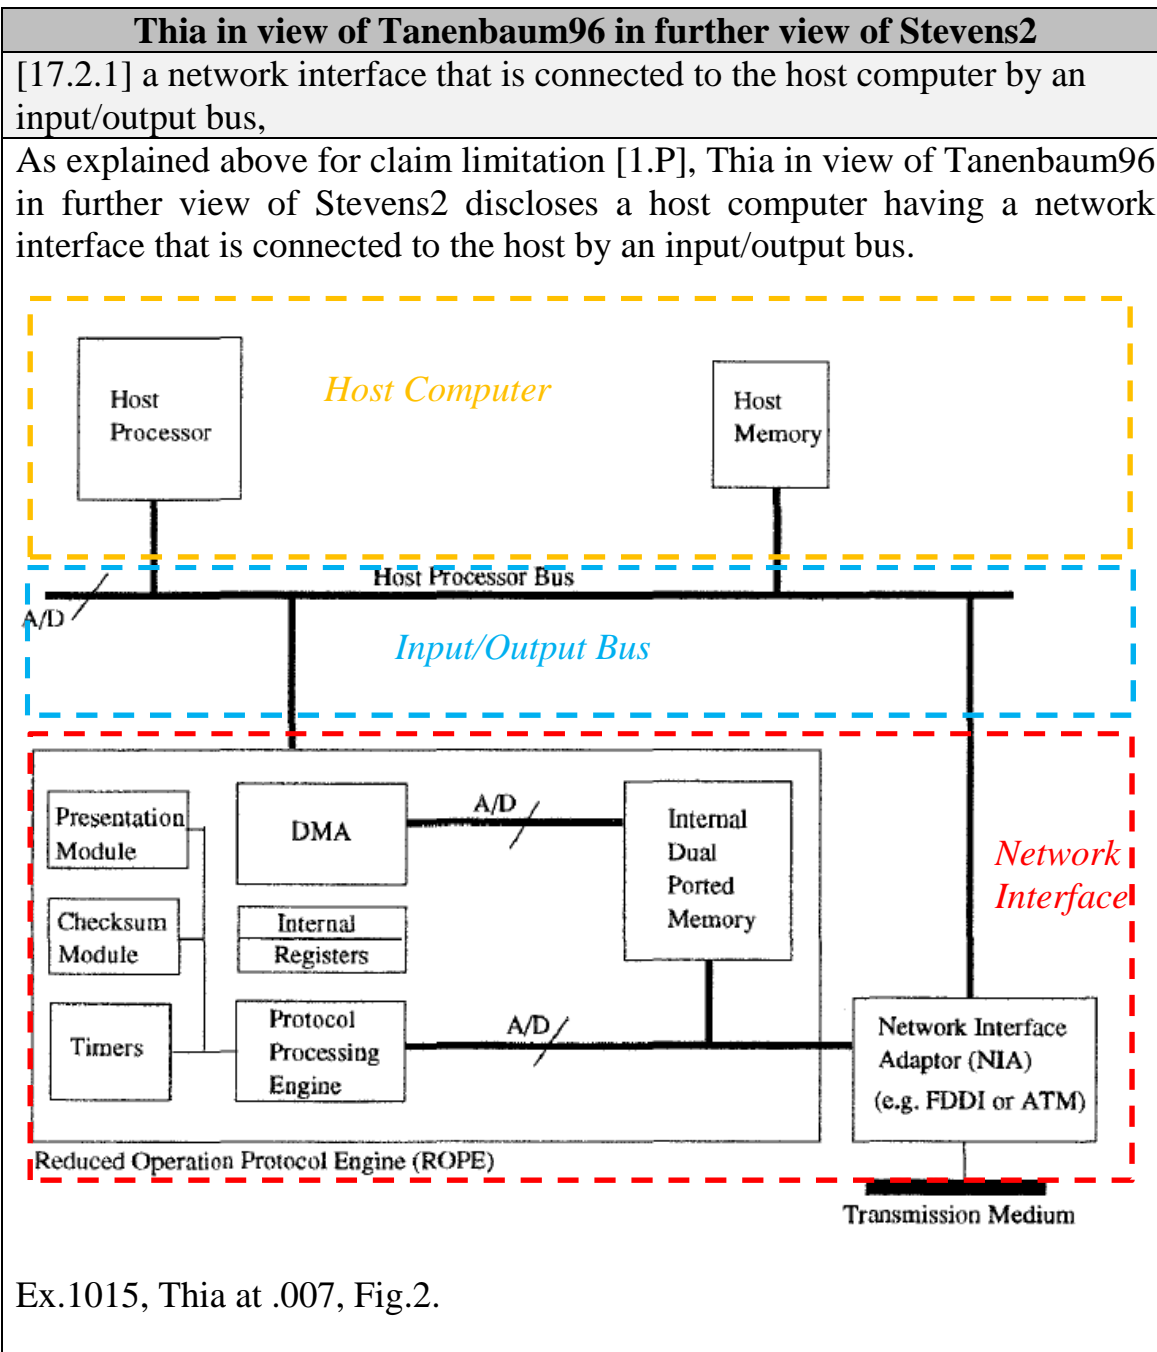 Thia in view of Tanenbaum96 in further view of Stevens2
[17.2.1] a network interface that is connected to the host computer by an
input/output bus,
As explained above for claim limitation [1.P], Thia in view of Tanenbaum96
in further view of Stevens2 discloses a host computer having a network
interface that is connected to the host by an input/output bus.
Host
Processor
Host Computer
Host
Memory
Host Processor Bus
A/D
Input/Output Bus
Presentation
Module
DMA
A/D
Internal
Dual
Ported
Memory
Network
Interface
Checksum
Module
Internal
Registers
Timers
Protocol
Processing
Engine
A/D
Network Interface
Adaptor (NIA)
(e.g. FDDI or ATM)
Reduced Operation Protocol Engine (ROPE)
Transmission Medium
Ex.1015, Thia at .007, Fig.2.